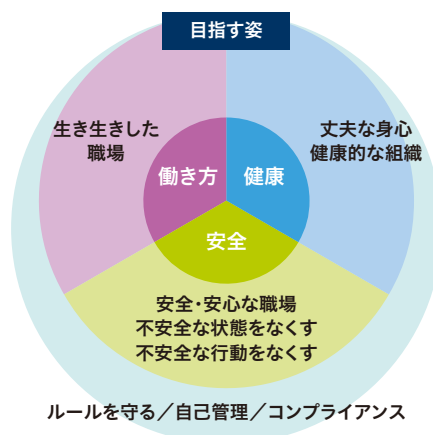 目指す姿
生き生きした
職場
丈夫な身心
健康的な組織
働き方
健康
安全
安全・安心な職場
不安全な状態をなくす
不安全な行動をなくす
ルールを守る／自己管理／コンプライアンス